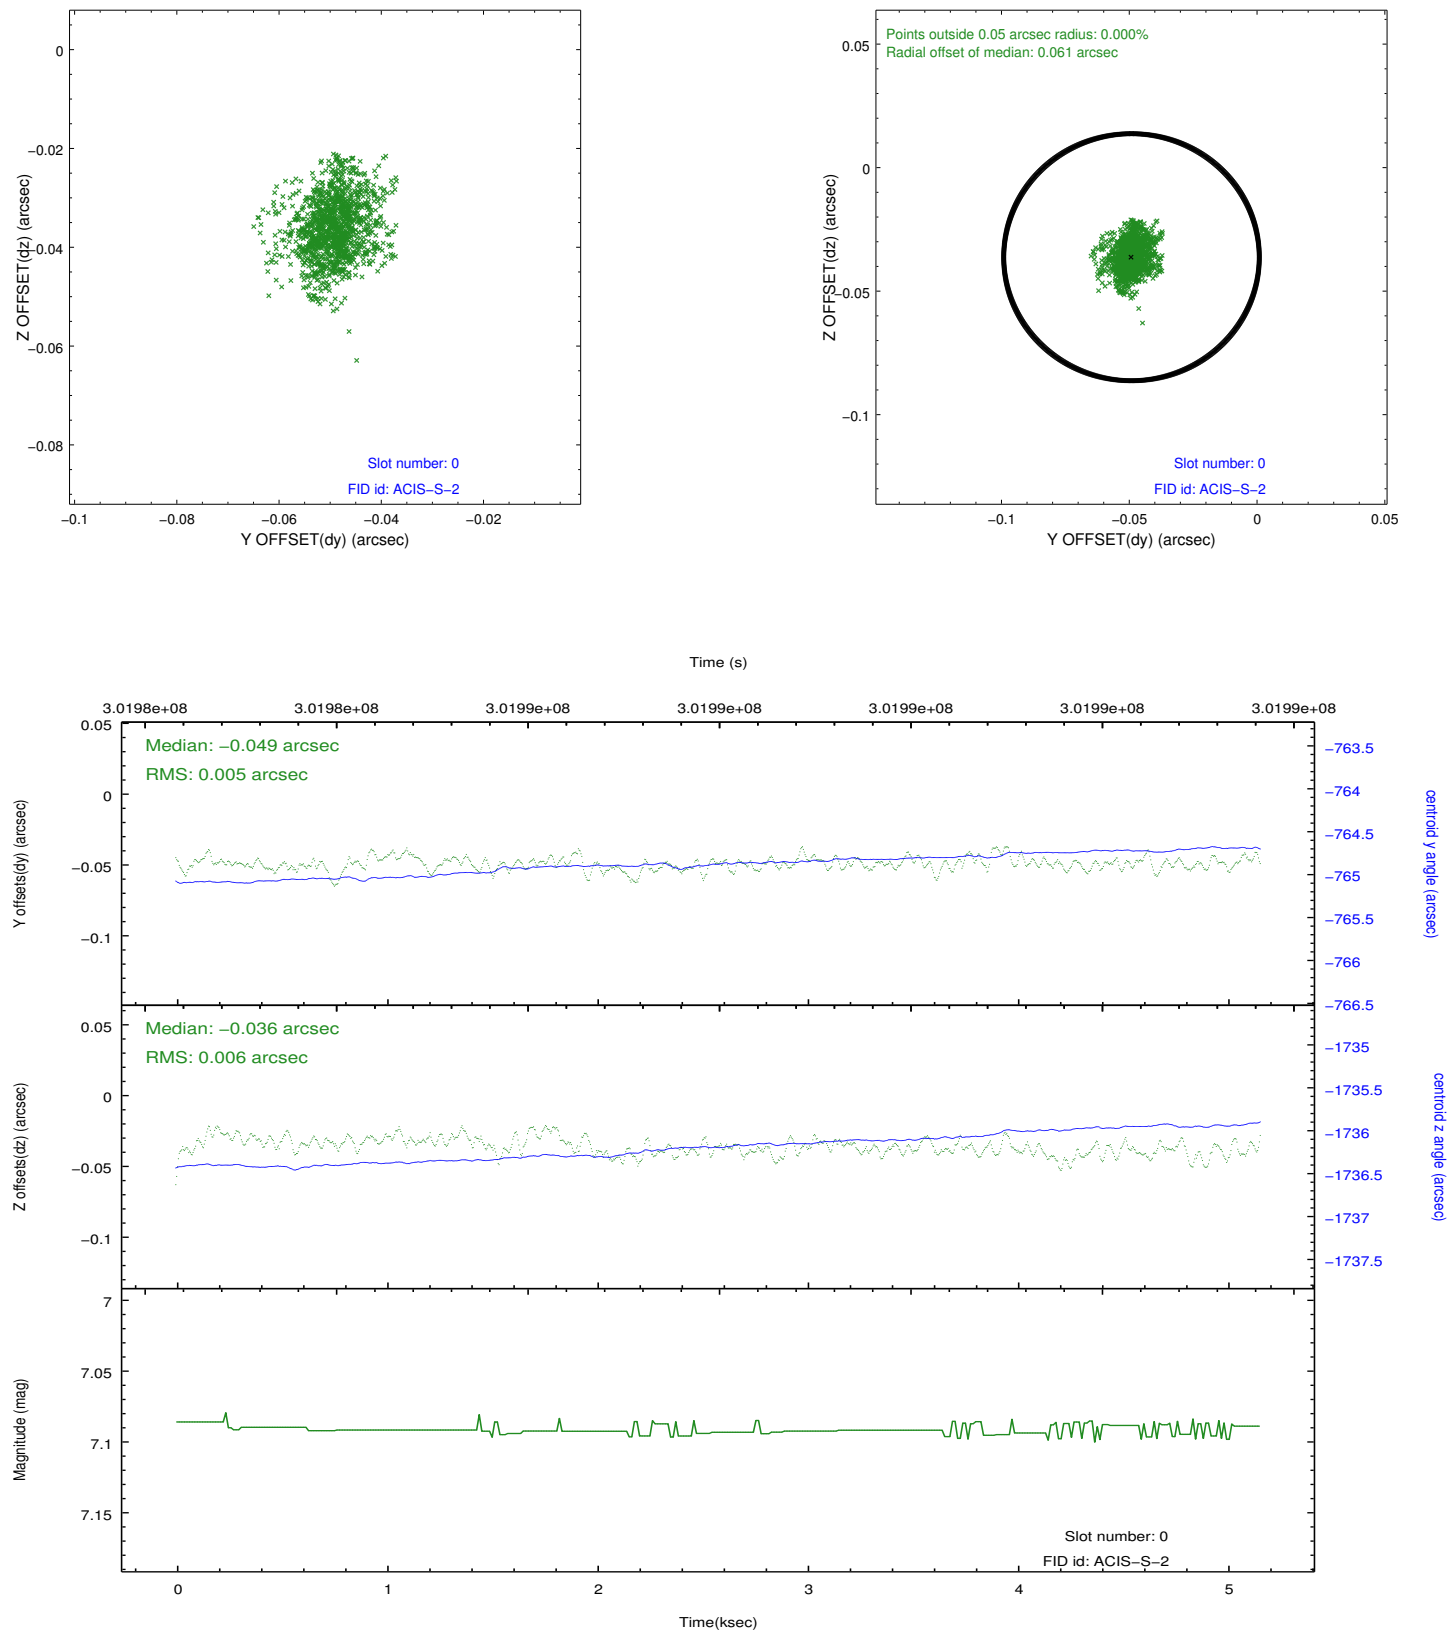 0
−0.02
−0.04
−0.06
−0.08
Z OFFSET(dz) (arcsec)
Slot number: 0
FID id: ACIS−S−2
−0.1
−0.08
−0.06
−0.04
−0.02
Y OFFSET(dy) (arcsec)
Points outside 0.05 arcsec radius: 0.000%
Radial offset of median: 0.061 arcsec
0.05
0
−0.05
−0.1
Z OFFSET(dz) (arcsec)
Slot number: 0
FID id: ACIS−S−2
−0.1
−0.05
0
0.05
Y OFFSET(dy) (arcsec)
Time (s)
3.0198e+08
3.0198e+08
3.0199e+08
3.0199e+08
3.0199e+08
3.0199e+08
3.0199e+08
Median: −0.049 arcsec
RMS: 0.005 arcsec
0.05
0
−0.05
−0.1
Y offsets(dy) (arcsec)
−763.5
−764
−764.5
−765
−765.5
−766
−766.5
centroid y angle (arcsec)
Median: −0.036 arcsec
RMS: 0.006 arcsec
0.05
0
−0.05
−0.1
Z offsets(dz) (arcsec)
−1735
−1735.5
−1736
−1736.5
−1737
−1737.5
centroid z angle (arcsec)
7
7.05
7.1
7.15
Magnitude (mag)
Slot number: 0
FID id: ACIS−S−2
0
1
2
3
4
5
Time(ksec)